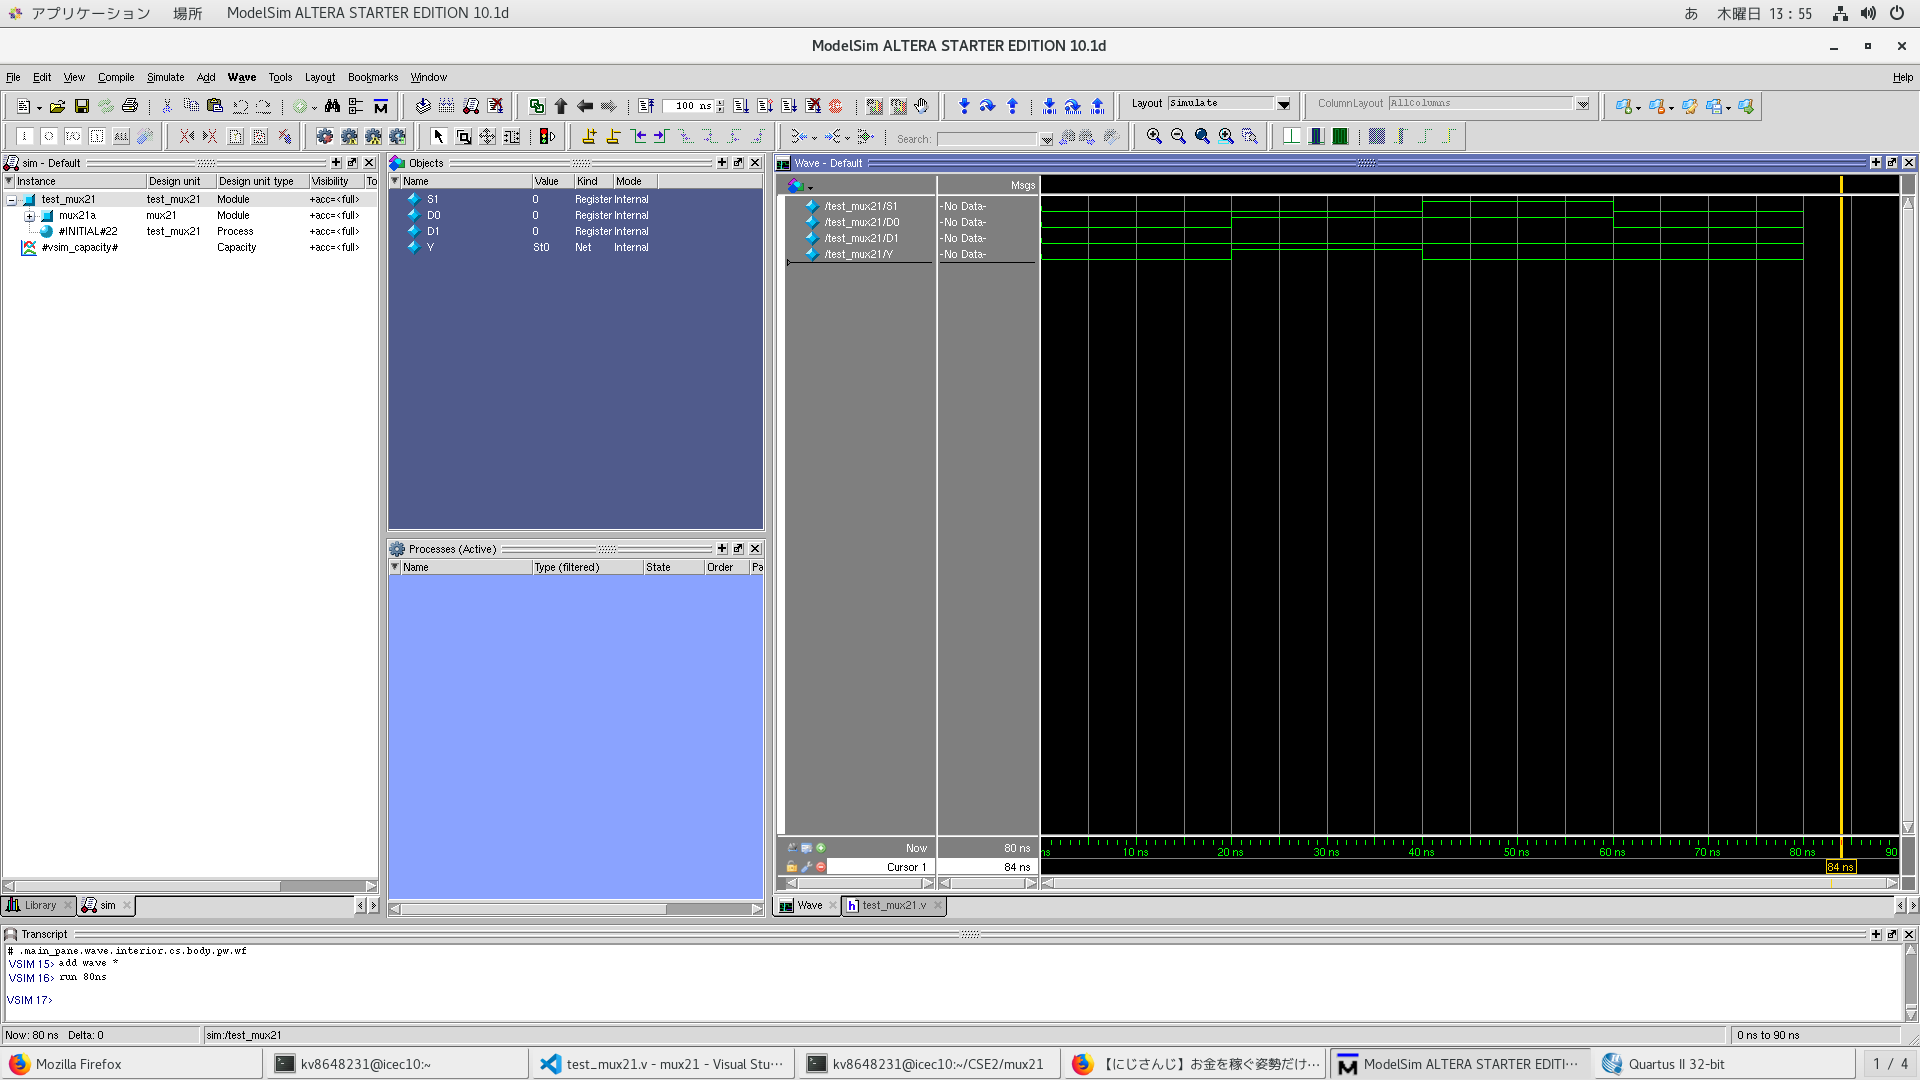 アプリケーション 場所 ModelSim ALTERA STARTER EDITION 10.1d あ 木曜日 13：55
ModelSim ALTERA STARTER EDITION 10.1d
File Edit View Compile Simulate Add Wave Tools Layout Bookmarks Window Help
100 ns Layout Simulate ColumnLayout AllColumns
Search:
sim - Default
Instance Design unit Design unit type Visibility To
test_mux21 test_mux21 Module +acc=<full>
mux21a mux21 Module +acc=<full>
#INITIAL#22 test_mux21 Process +acc=<full>
#vsim_capacity# Capacity +acc=<full>
Library sim
Objects
Name Value Kind Mode
S1 0 Register Internal
D0 0 Register Internal
D1 0 Register Internal
Y St0 Net Internal
Processes (Active)
Name Type (filtered) State Order Pa
Wave - Default
Msgs
/test_mux21/S1 -No Data-
/test_mux21/D0 -No Data-
/test_mux21/D1 -No Data-
/test_mux21/Y -No Data-
Now 80 ns
Cursor 1 84 ns
ns 10 ns 20 ns 30 ns 40 ns 50 ns 60 ns 70 ns 80 ns 90
84 ns
Wave test_mux21.v
Transcript
# .main_pane.wave.interior.cs.body.pw.wf
VSIM 15> add wave *
VSIM 16> run 80ns
VSIM 17>
Now: 80 ns Delta: 0 sim:/test_mux21 0 ns to 90 ns
Mozilla Firefox kv8648231@icec10:~ test_mux21.v - mux21 - Visual Stu… kv8648231@icec10:~/CSE2/mux21 【にじさんじ】お金を稼ぐ姿勢だけ… ModelSim ALTERA STARTER EDITI… Quartus II 32-bit 1 / 4